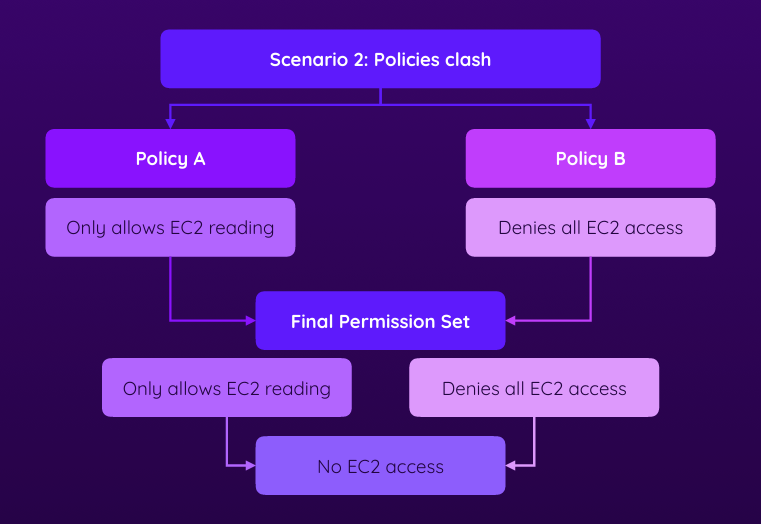 Scenario 2: Policies clash
Policy A
Policy B
Only allows EC2 reading
Denies all EC2 access
Final Permission Set
Only allows EC2 reading
Denies all EC2 access
No EC2 access